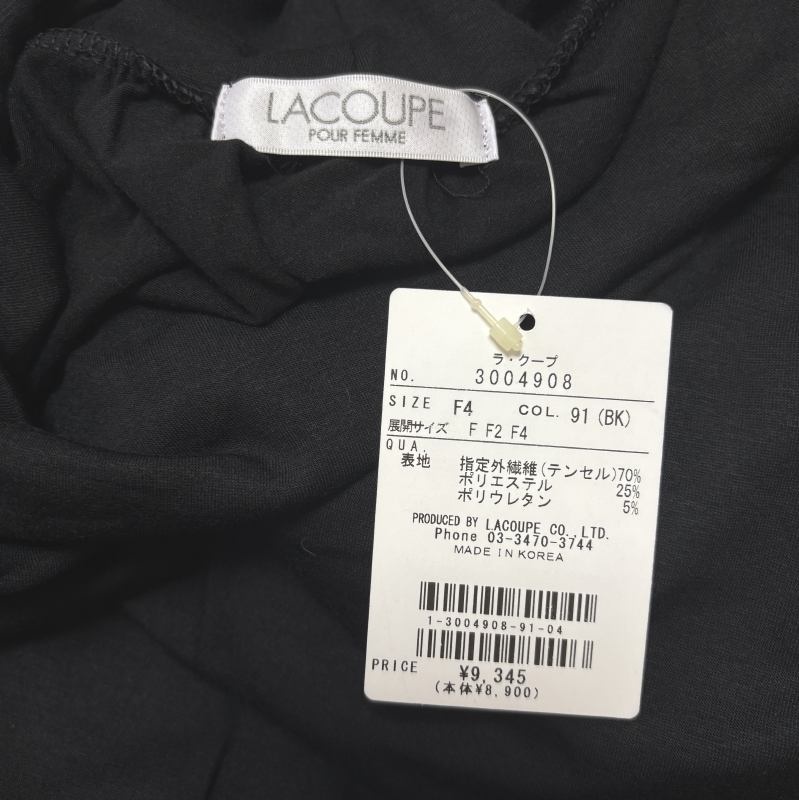 LACOUPE
POUR FEMME
ラ・クープ
NO. 3004908
SIZE F4 COL. 91 (BK)
展開サイズ F F2 F4
QUA.
表地 指定外繊維(テンセル)70%
ポリエステル 25%
ポリウレタン 5%
PRODUCED BY LACOUPE CO.,LTD.
Phone 03-3470-3744
MADE IN KOREA
1-3004908-91-04
PRICE ¥9,345
(本体¥8,900)